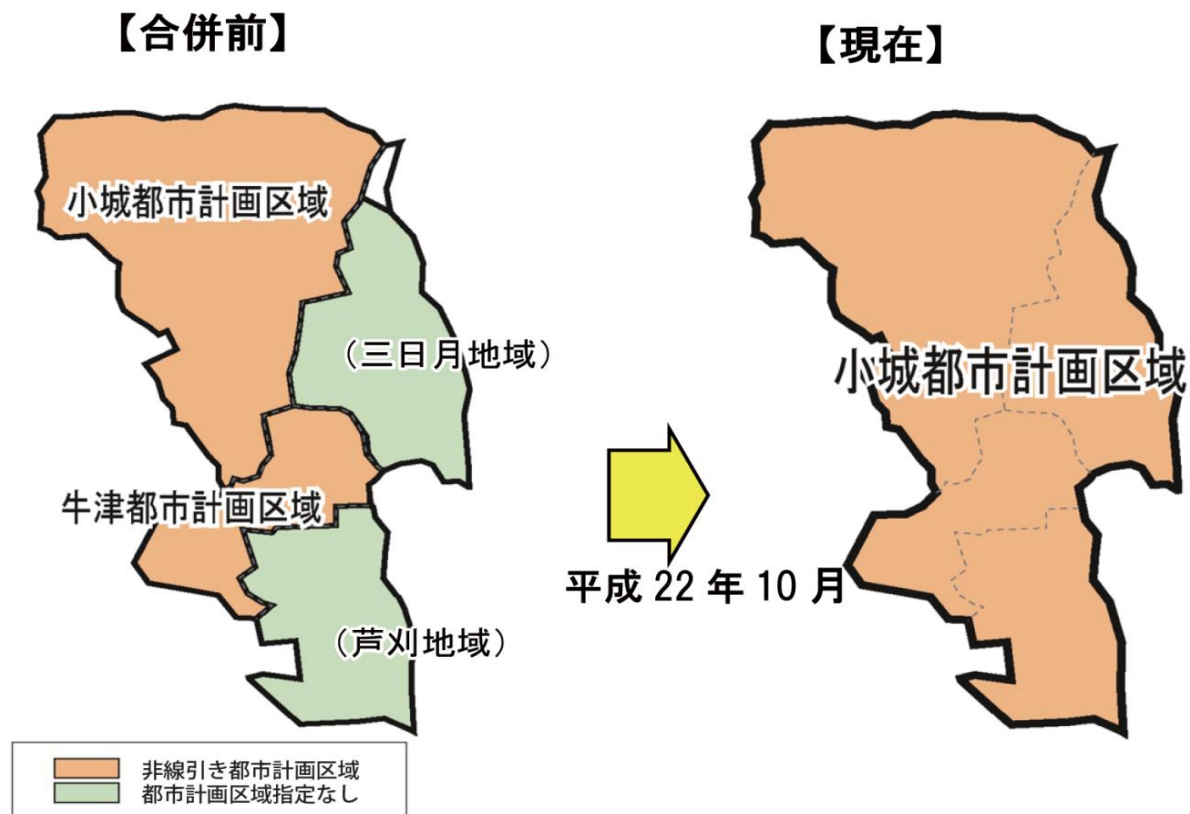 【合併前】
【現在】
小城都市計画区域
（三日月地域）
牛津都市計画区域
（芦刈地域）
小城都市計画区域
平成 22 年 10 月
非線引き都市計画区域
都市計画区域指定なし